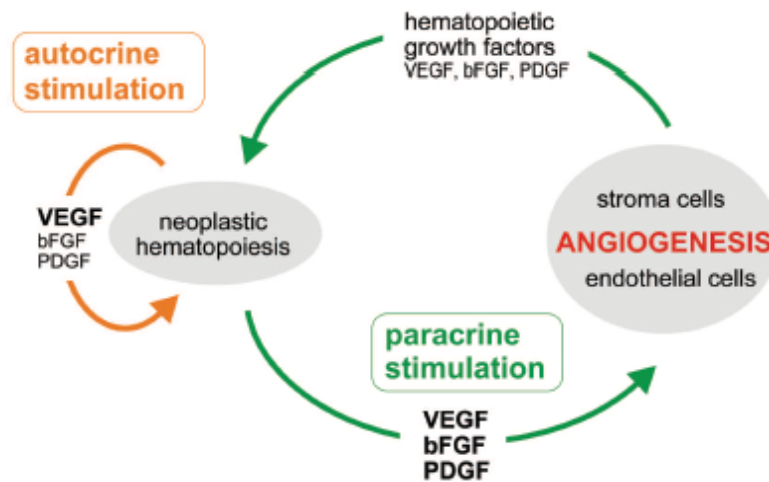 autocrine
stimulation
hematopoietic
growth factors
VEGF, bFGF, PDGF
VEGF
bFGF
PDGF
neoplastic
hematopoiesis
stroma cells
ANGIOGENESIS
endothelial cells
paracrine
stimulation
VEGF
bFGF
PDGF